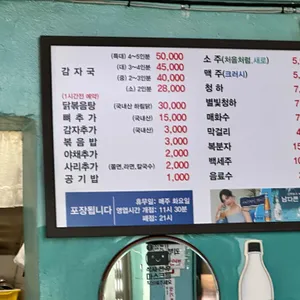 (특대) 4~5인분 50,000
(대) 3~4인분 45,000
감자국 (중) 2~3인분 40,000
(소) 2인분 28,000
(1시간전 예약)
닭볶음탕 (국내산 하림닭) 30,000
뼈추가 (국내산) 15,000
감자추가 (국내산) 3,000
볶음밥 3,000
야채추가 2,000
사리추가 (쫄면,라면,칼국수) 2,000
공기밥 1,000
소주(처음처럼,새로) 5,
맥주(크러시) 5,
청하
별빛청하
매화수
막걸리
복분자 15
백세주
음료수
포장됩니다
휴무일: 매주 화요일
영업시간 개점: 11시 30분
폐점: 21시